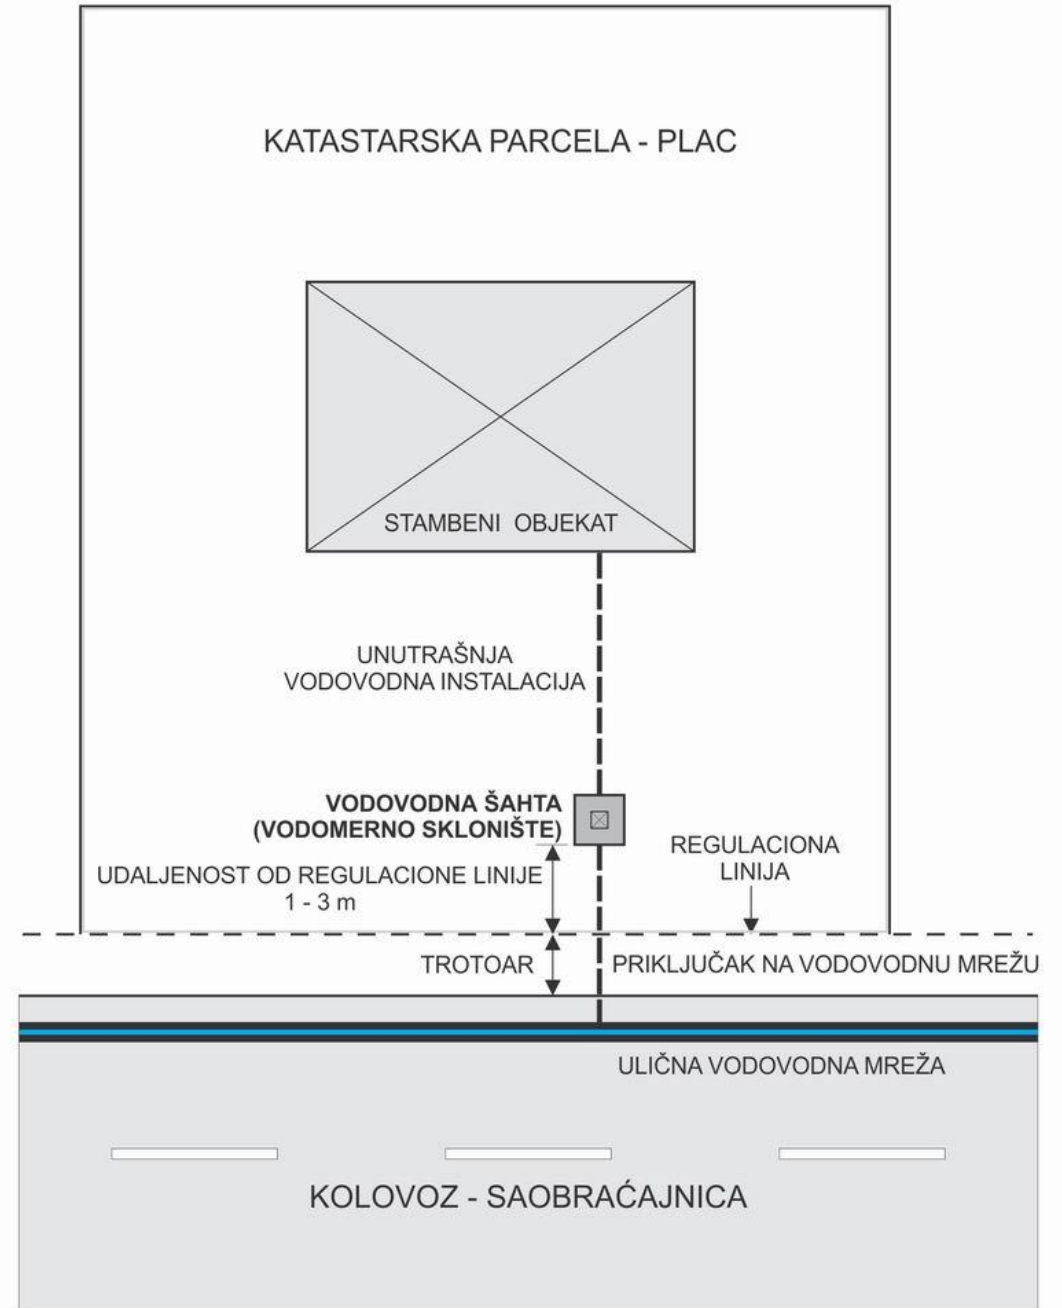 KATASTARSKA PARCELA - PLAC
STAMBENI OBJEKAT
UNUTRAŠNJA
VODOVODNA INSTALACIJA
VODOVODNA ŠAHTA
(VODOMERNO SKLONIŠTE)
UDALJENOST OD REGULACIONE LINIJE
1 - 3 m
REGULACIONA
LINIJA
TROTOAR
PRIKLJUČAK NA VODOVODNU MREŽU
ULIČNA VODOVODNA MREŽA
KOLOVOZ - SAOBRAĆAJNICA